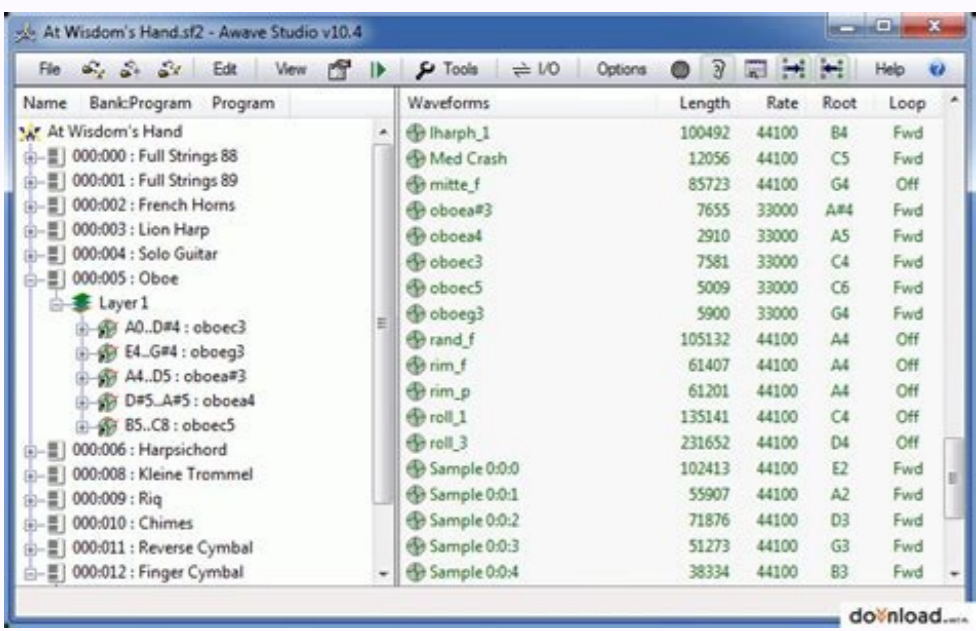 At Wisdom's Hand.sf2 - Awave Studio v10.4
File Edit View Tools I/O Options Help
Name Bank:Program Program
At Wisdom's Hand
000:000 : Full Strings 88
000:001 : Full Strings 89
000:002 : French Horns
000:003 : Lion Harp
000:004 : Solo Guitar
000:005 : Oboe
Layer 1
A0..D#4 : oboec3
E4..G#4 : oboeg3
A4..D5 : oboea#3
D#5..A#5 : oboea4
B5..C8 : oboec5
000:006 : Harpsichord
000:008 : Kleine Trommel
000:009 : Riq
000:010 : Chimes
000:011 : Reverse Cymbal
000:012 : Finger Cymbal
Waveforms Length Rate Root Loop
lharph_1 100492 44100 B4 Fwd
Med Crash 12056 44100 C5 Fwd
mitte_f 85723 44100 G4 Off
oboea#3 7655 33000 A#4 Fwd
oboea4 2910 33000 A5 Fwd
oboec3 7581 33000 C4 Fwd
oboec5 5009 33000 C6 Fwd
oboeg3 5900 33000 G4 Fwd
rand_f 105132 44100 A4 Off
rim_f 61407 44100 A4 Off
rim_p 61201 44100 A4 Off
roll_1 135141 44100 C4 Off
roll_3 231652 44100 D4 Off
Sample 0:0:0 102413 44100 E2 Fwd
Sample 0:0:1 55907 44100 A2 Fwd
Sample 0:0:2 71876 44100 D3 Fwd
Sample 0:0:3 51273 44100 G3 Fwd
Sample 0:0:4 38334 44100 B3 Fwd
download